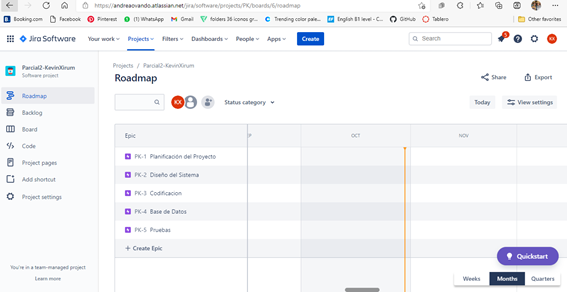 https://andreaovando.atlassian.net/jira/software/projects/PK/boards/6/roadmap
Booking.com Facebook Pinterest (1) WhatsApp Gmail folders 36 iconos gr... Trending color pale... English B1 level – C... GitHub Tablero Other favorites
Jira Software Your work Projects Filters Dashboards People Apps Create Search KX
Parcial2-KevinXirum
Software project
Roadmap
Backlog
Board
Code
Project pages
Add shortcut
Project settings
You're in a team-managed project
Learn more
Projects / Parcial2-KevinXirum
Roadmap
Share Export
KX Status category Today View settings
Epic P OCT NOV
PK-1 Planificación del Proyecto
PK-2 Diseño del Sistema
PK-3 Codificacion
PK-4 Base de Datos
PK-5 Pruebas
+ Create Epic
Quickstart
Weeks Months Quarters